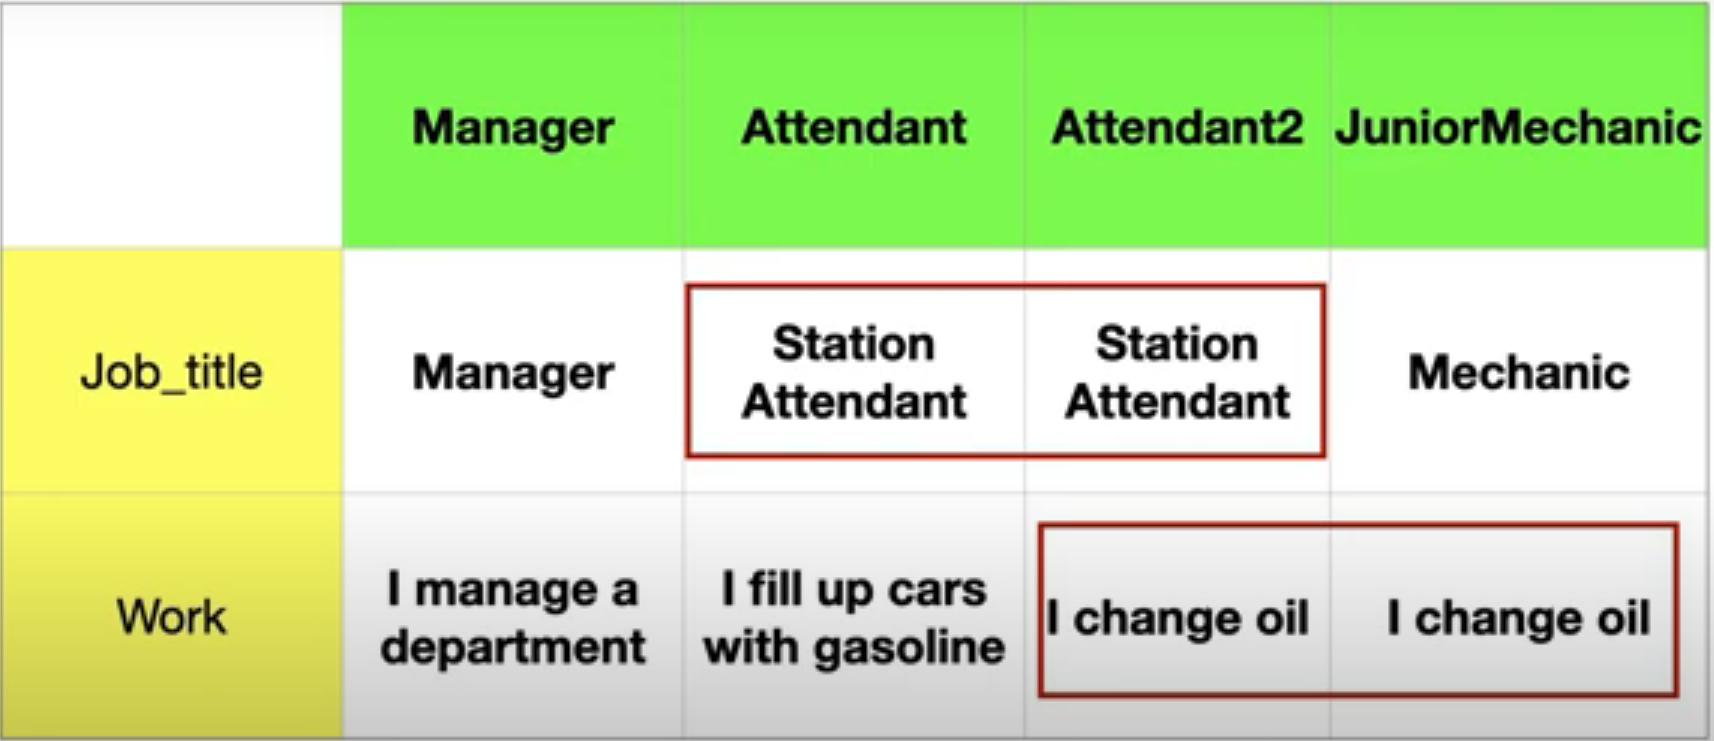 Manager Attendant Attendant2 JuniorMechanic
Job_title Manager Station Attendant Station Attendant Mechanic
Work I manage a department I fill up cars with gasoline I change oil I change oil